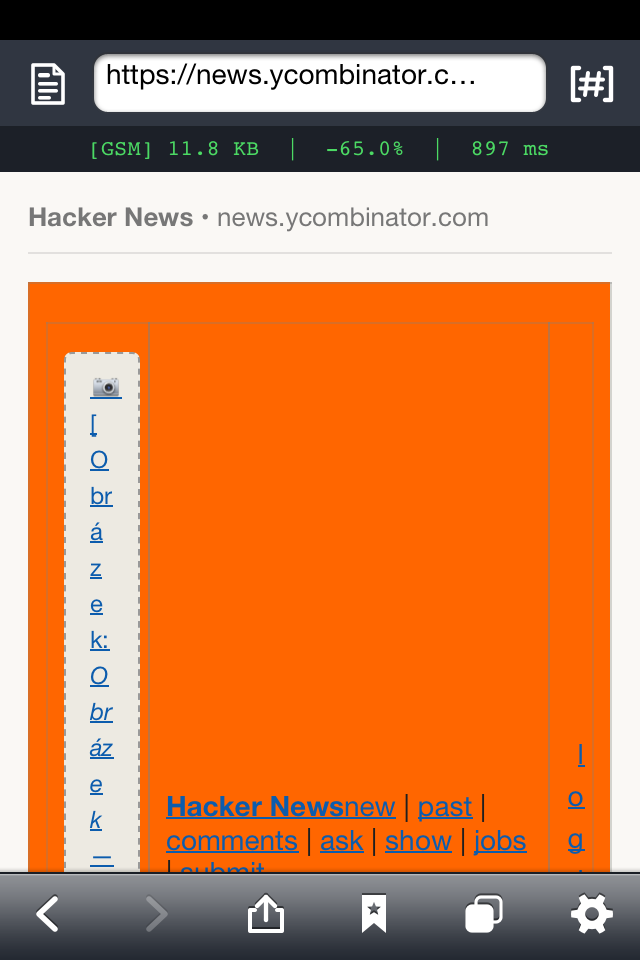 https://news.ycombinator.c…
[#]
[GSM] 11.8 KB | -65.0% | 897 ms
Hacker News • news.ycombinator.com
[
O
br
á
z
e
k:
O
br
áz
e
k
—
Hacker Newsnew | past |
comments | ask | show | jobs
| submit
l
o
g